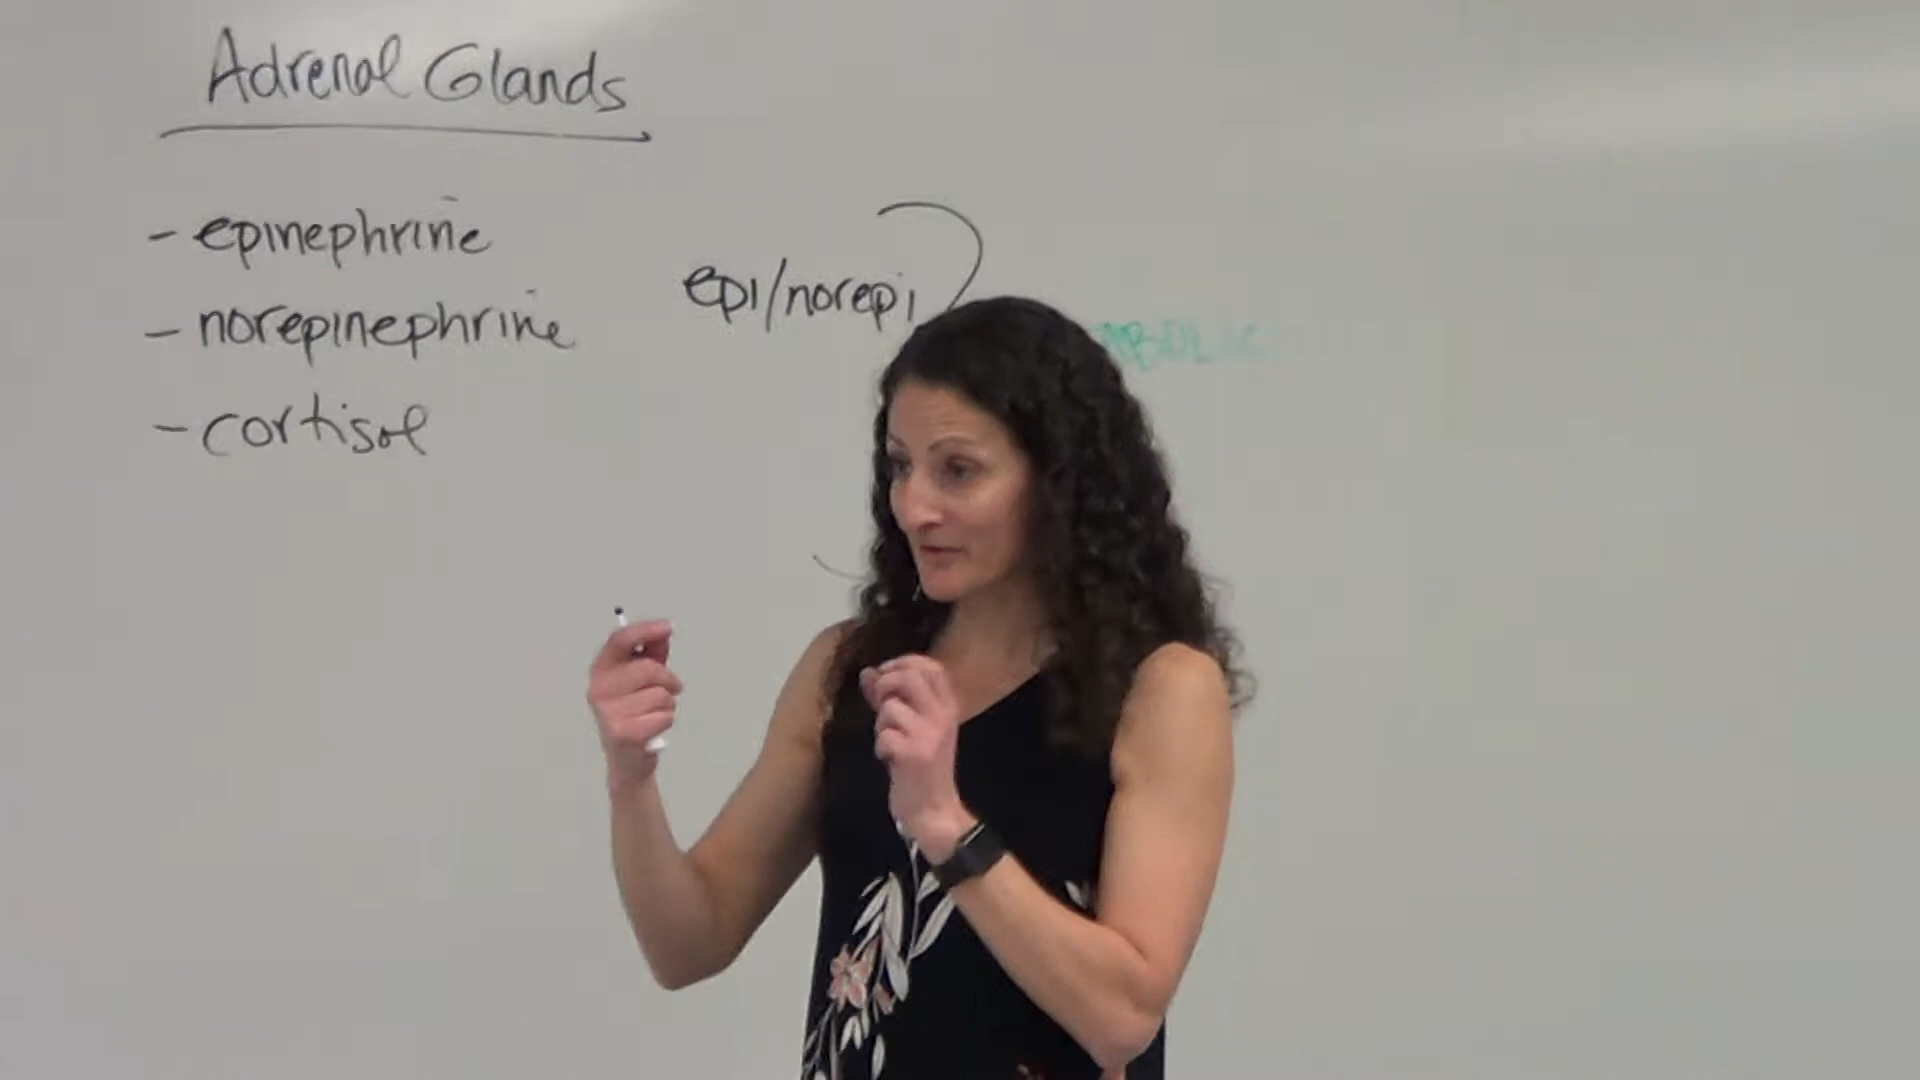 Adrenal Glands
- epinephrine
- norepinephrine
- cortisol
epi/norepi